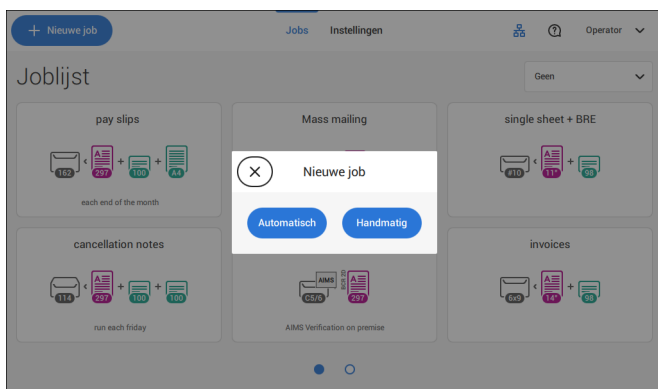 Nieuwe job
Jobs
Instellingen
Operator
Joblijst
Geen
pay slips
162
297
100
A4
each end of the month
Mass mailing
single sheet + BRE
#10
11"
98
Nieuwe job
Automatisch
Handmatig
cancellation notes
114
297
100
100
run each friday
AIMS
BCR 2D
C5/6
297
AIMS Verification on premise
invoices
6x9
14"
98